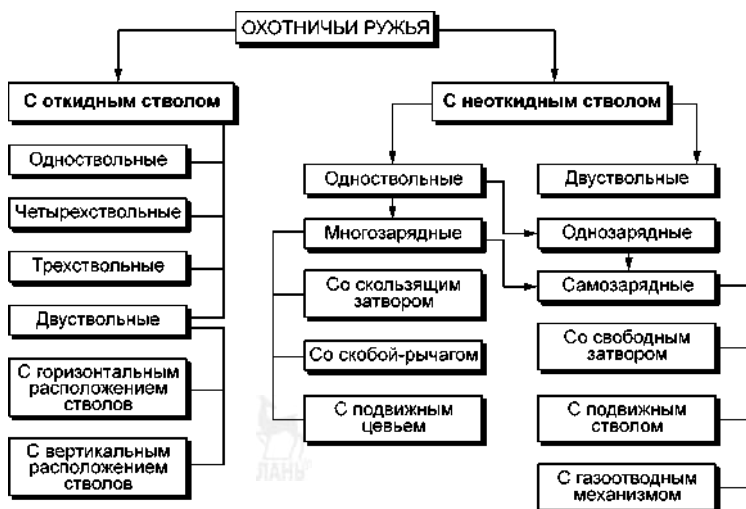 ОХОТНИЧЬИ РУЖЬЯ
С откидным стволом
С неоткидным стволом
Одноствольные
Четырехствольные
Трехствольные
Двуствольные
С горизонтальным
расположением
стволов
С вертикальным
расположением
стволов
Одноствольные
Многозарядные
Со скользящим
затвором
Со скобой-рычагом
С подвижным
цевьем
Двуствольные
Однозарядные
Самозарядные
Со свободным
затвором
С подвижным
стволом
С газоотводным
механизмом
ЛАНЬ®